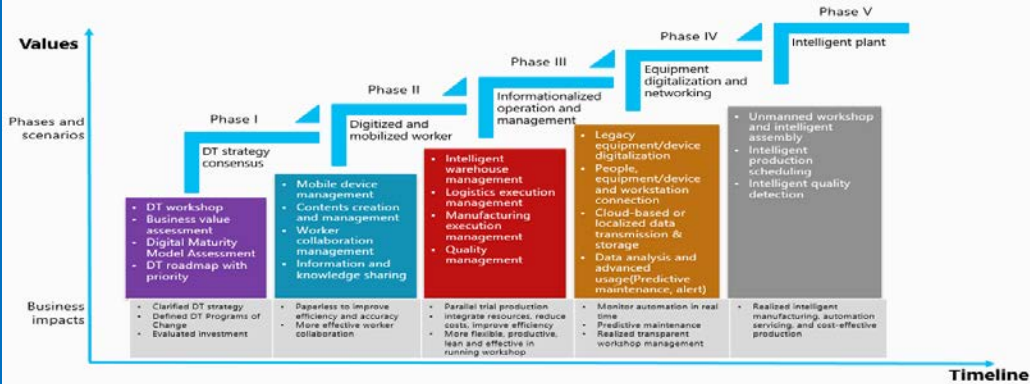 Values
Phases and
scenarios
Business
impacts
Timeline
Phase I
DT strategy
consensus
• DT workshop
• Business value
assessment
• Digital Maturity
Model Assessment
• DT roadmap with
priority
• Clarified DT strategy
• Defined DT Programs of
Change
• Evaluated investment
Phase II
Digitized and
mobilized worker
• Mobile device
management
• Contents creation
and management
• Worker
collaboration
management
• Information and
knowledge sharing
• Paperless to improve
efficiency and accuracy
• More effective worker
collaboration
Phase III
Informationalized
operation and
management
• Intelligent
warehouse
management
• Logistics execution
management
• Manufacturing
execution
management
• Quality
management
• Parallel trial production
• integrate resources, reduce
costs, improve efficiency
• More flexible, productive,
lean and effective in
running workshop
Phase IV
Equipment
digitalization and
networking
• Legacy
equipment/device
digitalization
• People,
equipment/device
and workstation
connection
• Cloud-based or
localized data
transmission &
storage
• Data analysis and
advanced
usage(Predictive
maintenance, alert)
• Monitor automation in real
time
• Predictive maintenance
• Realized transparent
workshop management
Phase V
Intelligent plant
• Unmanned workshop
and intelligent
assembly
• Intelligent
production
scheduling
• Intelligent quality
detection
• Realized intelligent
manufacturing, automation
servicing, and cost-effective
production